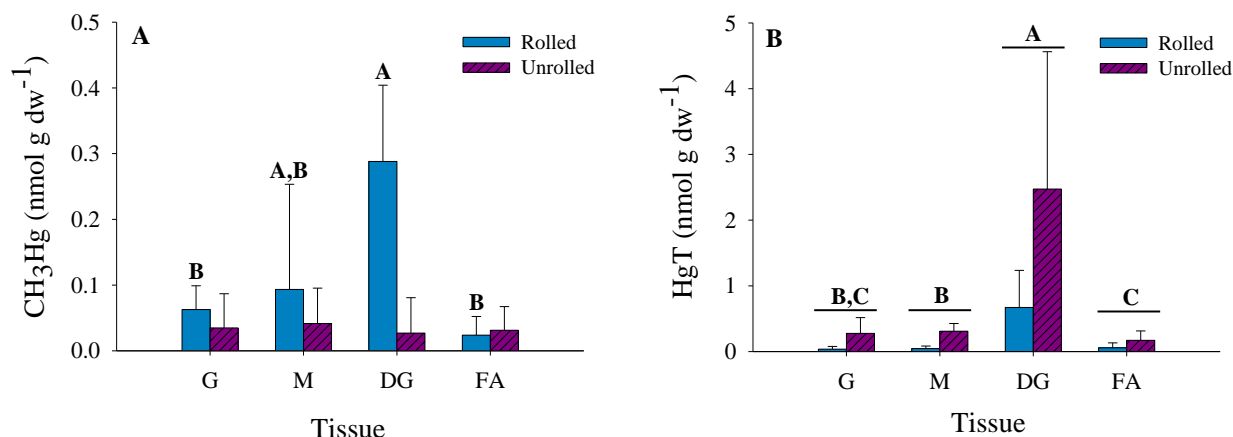 A
Rolled
Unrolled
0.5
0.4
0.3
0.2
0.1
0.0
CH3Hg (nmol g dw-1)
B
A,B
A
B
G
M
DG
FA
Tissue
B
Rolled
Unrolled
5
4
3
2
1
0
HgT (nmol g dw-1)
B,C
B
A
C
G
M
DG
FA
Tissue